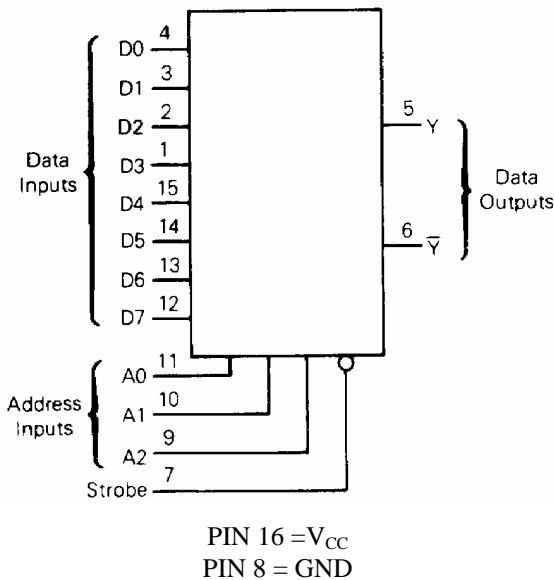 D0 4
D1 3
D2 2
D3 1
D4 15
D5 14
D6 13
D7 12
Data
Inputs
5 Y
6 Y̅
Data
Outputs
A0 11
A1 10
A2 9
Address
Inputs
Strobe 7
PIN 16 =VCC
PIN 8 = GND